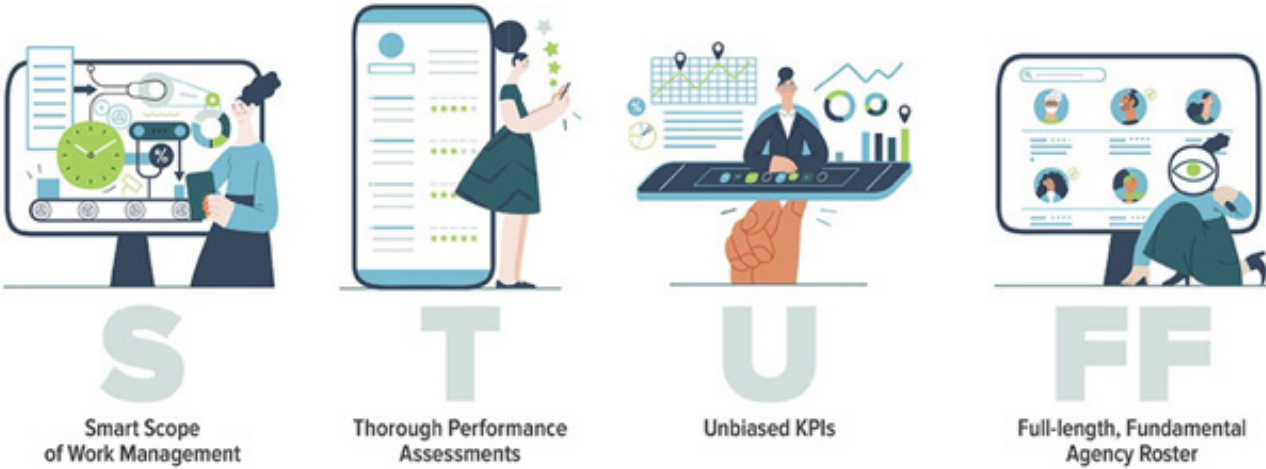 S
Smart Scope
of Work Management
T
Thorough Performance
Assessments
U
Unbiased KPIs
FF
Full-length, Fundamental
Agency Roster
%
%